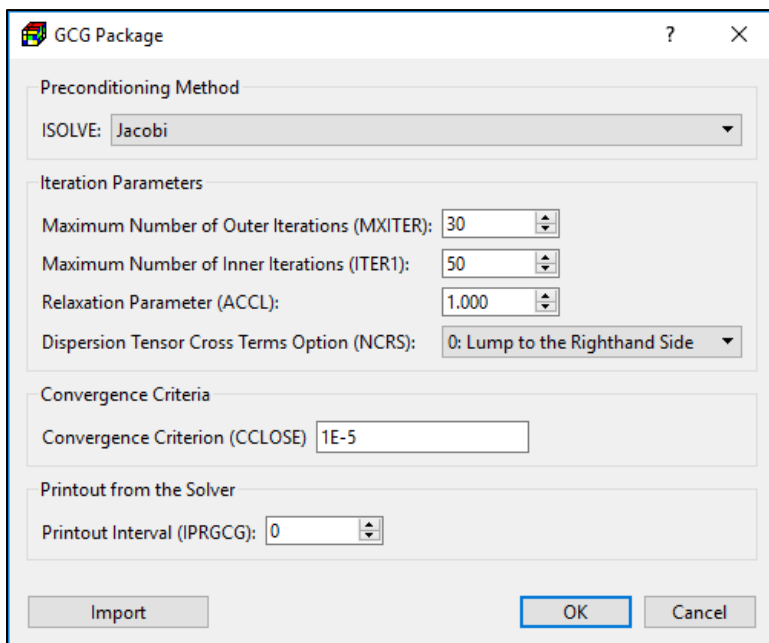 GCG Package ?
Preconditioning Method
ISOLVE: Jacobi
Iteration Parameters
Maximum Number of Outer Iterations (MXITER): 30
Maximum Number of Inner Iterations (ITER1): 50
Relaxation Parameter (ACCL): 1.000
Dispersion Tensor Cross Terms Option (NCRS): 0: Lump to the Righthand Side
Convergence Criteria
Convergence Criterion (CCLOSE) 1E-5
Printout from the Solver
Printout Interval (IPRGCG): 0
Import OK Cancel